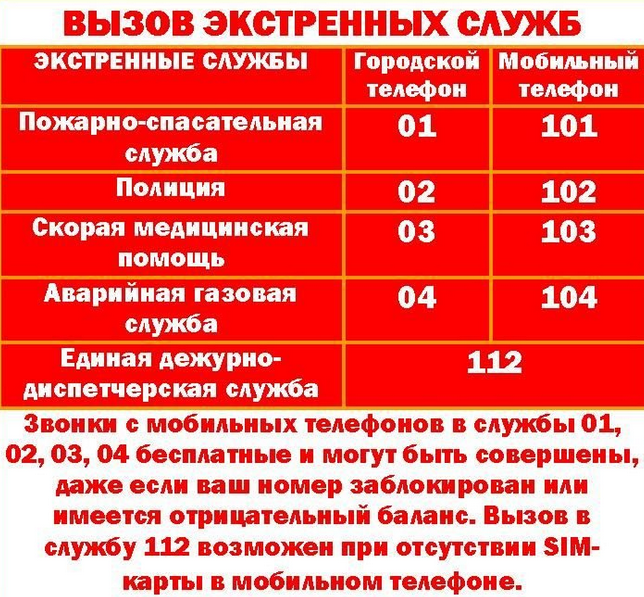 ВЫЗОВ ЭКСТРЕННЫХ СЛУЖБ
ЭКСТРЕННЫЕ СЛУЖБЫ
Городской
телефон
Мобильный
телефон
Пожарно-спасательная
служба
01
101
Полиция
02
102
Скорая медицинская
помощь
03
103
Аварийная газовая
служба
04
104
Единая дежурно-
диспетчерская служба
112
Звонки с мобильных телефонов в службы 01,
02, 03, 04 бесплатные и могут быть совершены,
даже если ваш номер заблокирован или
имеется отрицательный баланс. Вызов в
службу 112 возможен при отсутствии SIM-
карты в мобильном телефоне.